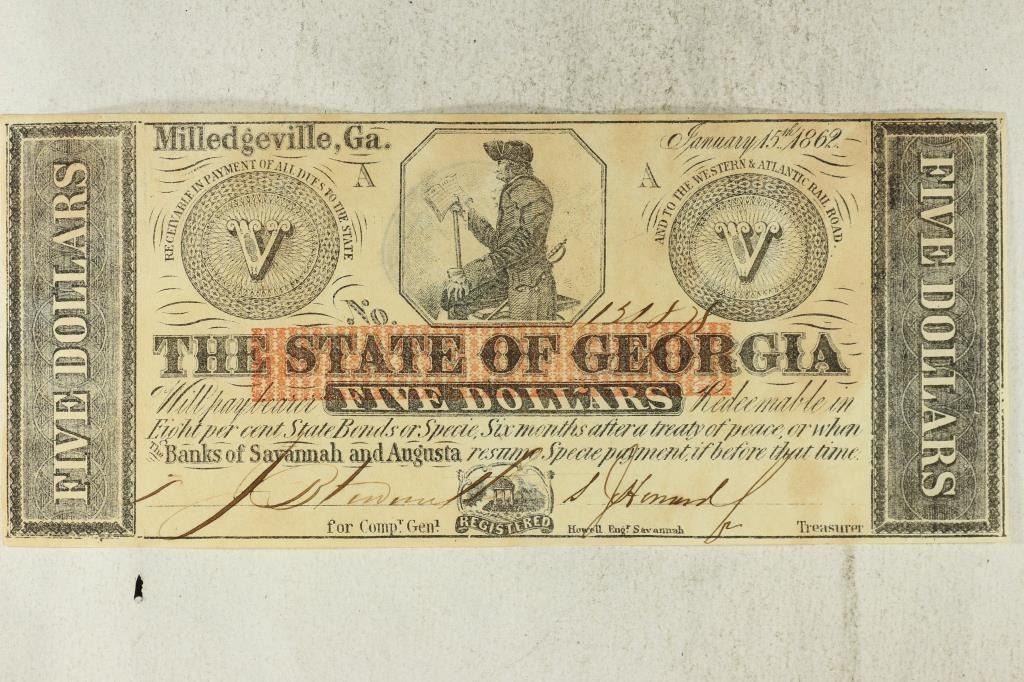 FIVE DOLLARS
Milledgeville, Ga.
January 15th 1862.
RECEIVABLE IN PAYMENT OF All DUES TO THE STATE
A
A
AND TO THE WESTERN & ATLANTIC RAIL ROAD.
V
V
No.
THE STATE OF GEORGIA
Will pay bearer FIVE DOLLARS Redeemable in
Eight per cent. State Bonds or Specie, Six months after a treaty of peace, or when
the Banks of Savannah and Augusta resume Specie payment, if before that time.
for Compr. Genl.
REGISTERED
Howell Engr. Savannah
Treasurer
FIVE DOLLARS